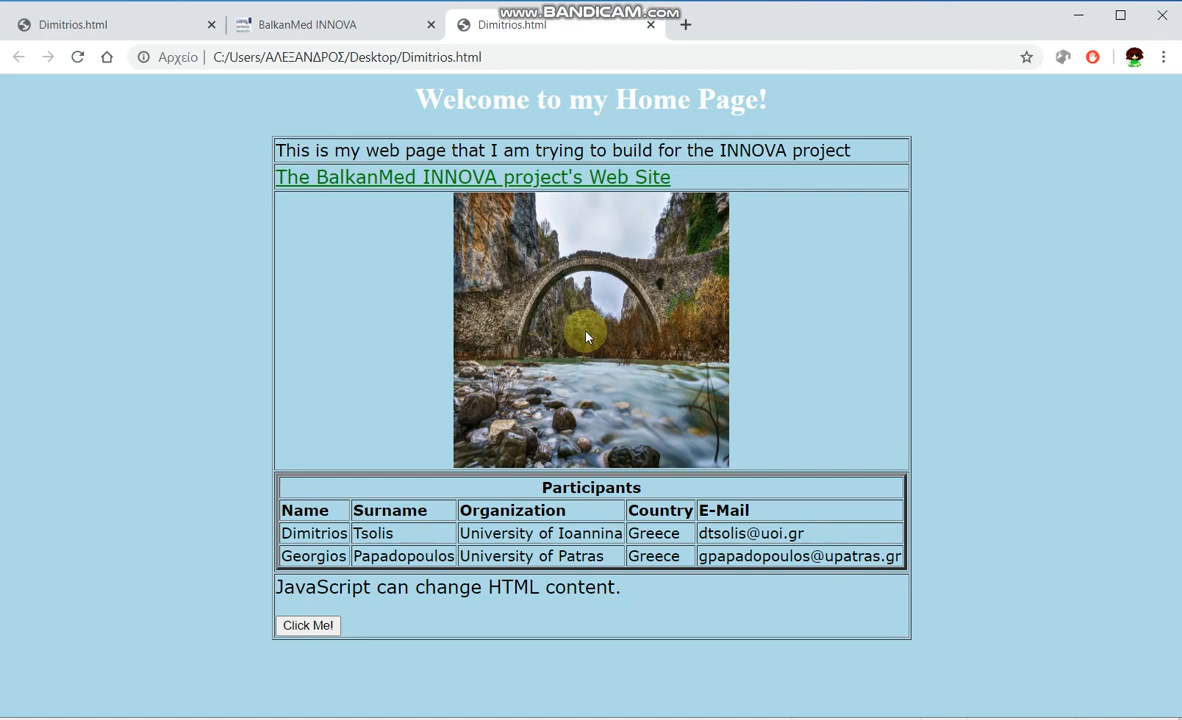 Dimitrios.html
BalkanMed INNOVA
Dimitrios.html
www.BANDICAM.com
Αρχείο
C:/Users/ΑΛΕΞΑΝΔΡΟΣ/Desktop/Dimitrios.html
Welcome to my Home Page!
This is my web page that I am trying to build for the INNOVA project
The BalkanMed INNOVA project's Web Site
Participants
Name Surname Organization Country E-Mail
Dimitrios Tsolis University of Ioannina Greece dtsolis@uoi.gr
Georgios Papadopoulos University of Patras Greece gpapadopoulos@upatras.gr
JavaScript can change HTML content.
Click Me!